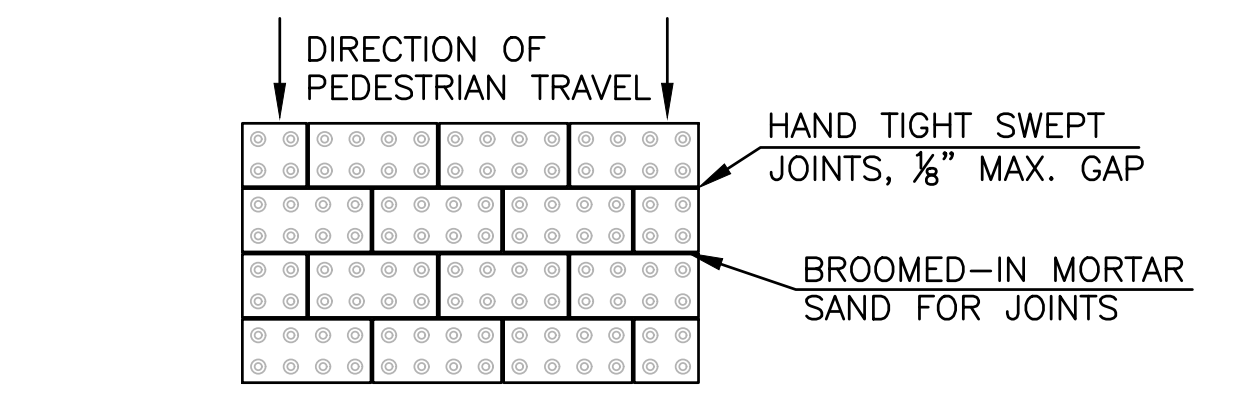 DIRECTION OF
PEDESTRIAN TRAVEL
HAND TIGHT SWEPT
JOINTS, ⅛” MAX. GAP
BROOMED-IN MORTAR
SAND FOR JOINTS